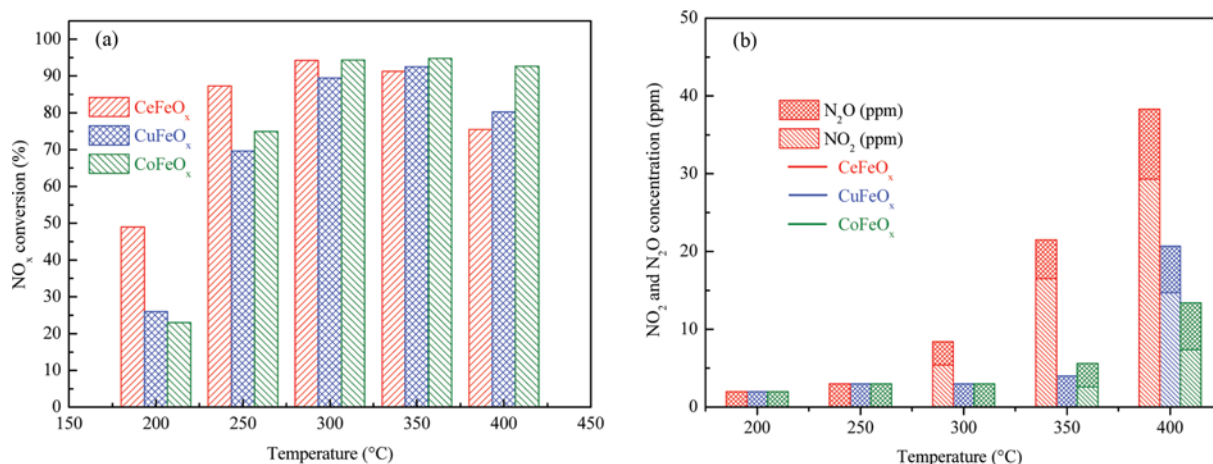 (a)
100
90
80
70
60
50
40
30
20
10
0
NOx conversion (%)
CeFeOx
CuFeOx
CoFeOx
150 200 250 300 350 400 450
Temperature (°C)
(b)
50
40
30
20
10
0
NO2 and N2O concentration (ppm)
N2O (ppm)
NO2 (ppm)
CeFeOx
CuFeOx
CoFeOx
200 250 300 350 400
Temperature (°C)